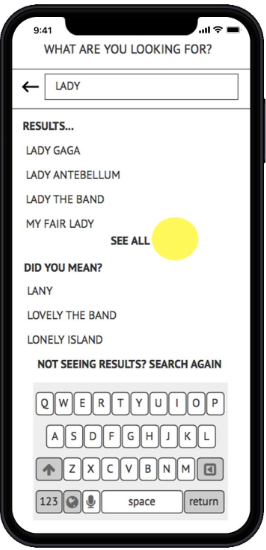 9:41
WHAT ARE YOU LOOKING FOR?
LADY
RESULTS...
LADY GAGA
LADY ANTEBELLUM
LADY THE BAND
MY FAIR LADY
SEE ALL
DID YOU MEAN?
LANY
LOVELY THE BAND
LONELY ISLAND
NOT SEEING RESULTS? SEARCH AGAIN
Q W E R T Y U I O P
A S D F G H J K L
Z X C V B N M
123 space return